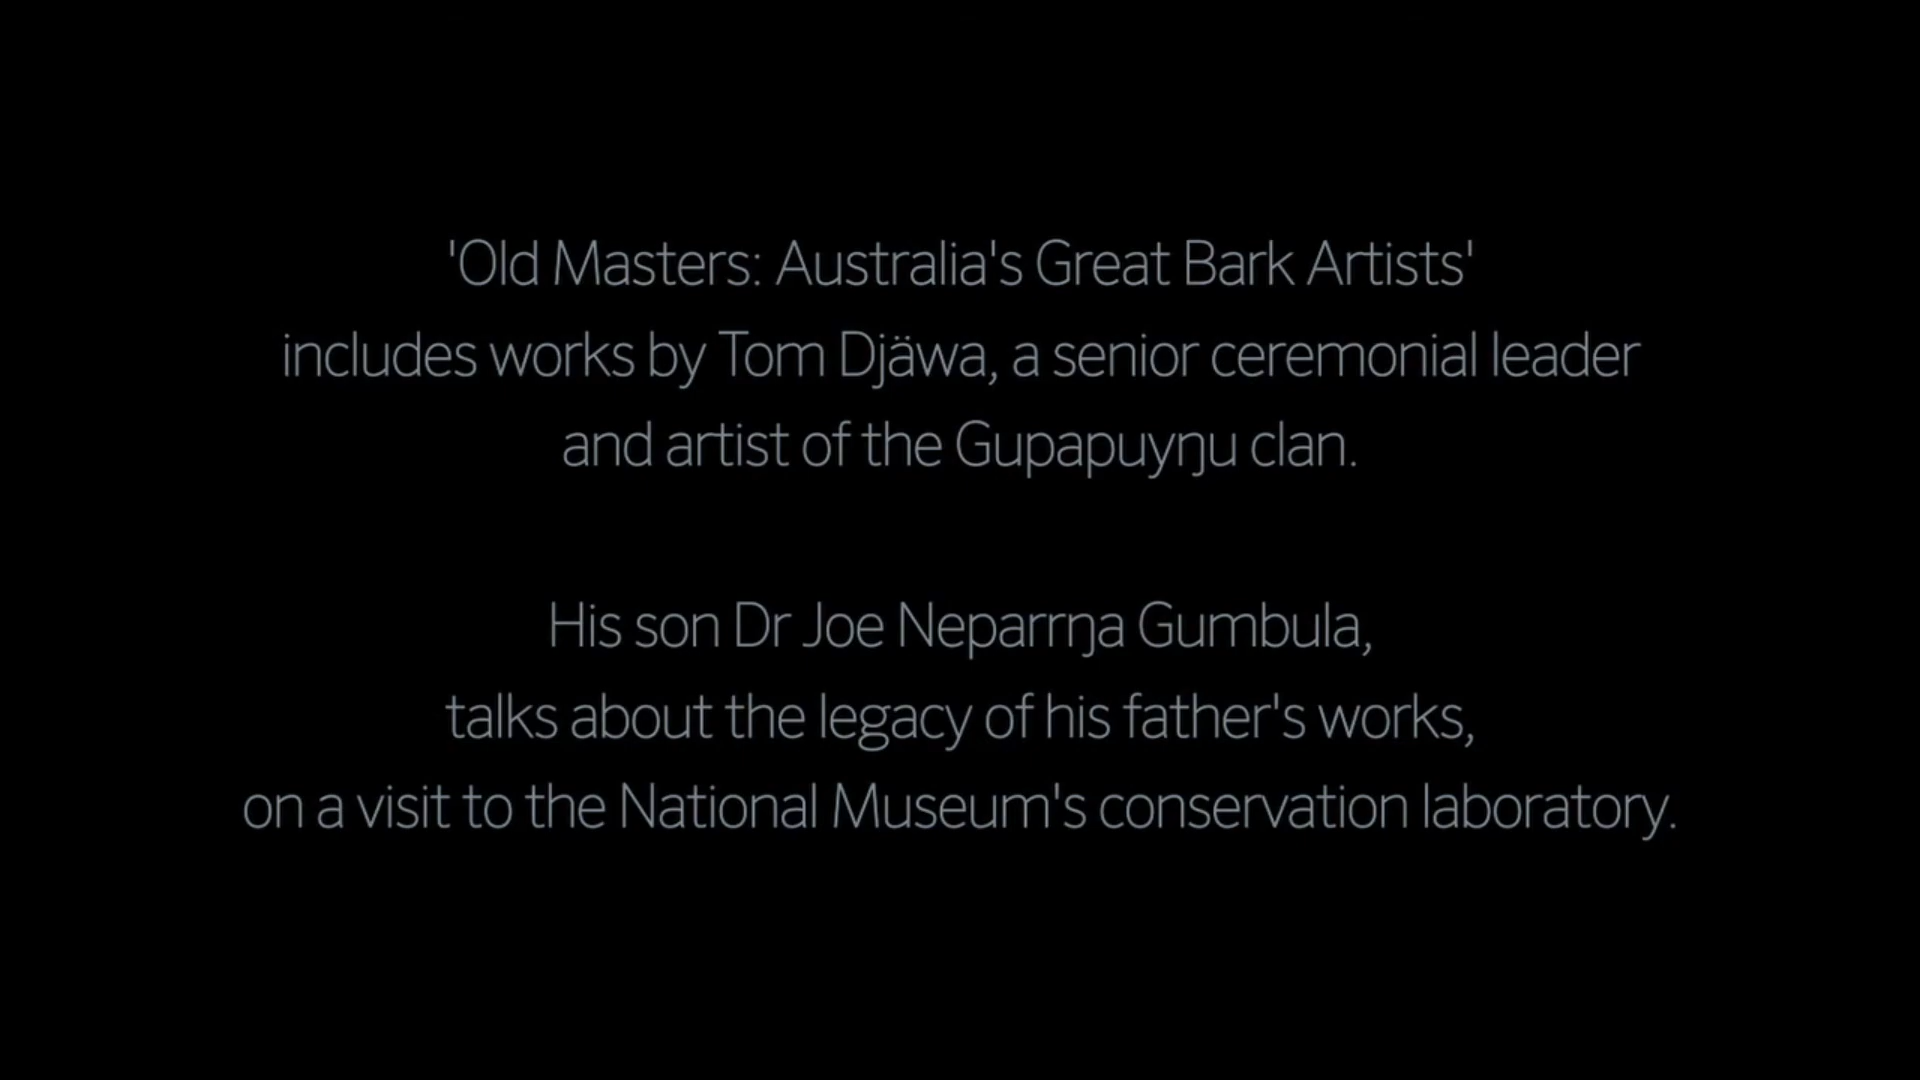 'Old Masters: Australia's Great Bark Artists'
includes works by Tom Djäwa, a senior ceremonial leader
and artist of the Gupapuyŋu clan.
His son Dr Joe Neparrŋa Gumbula,
talks about the legacy of his father's works,
on a visit to the National Museum's conservation laboratory.